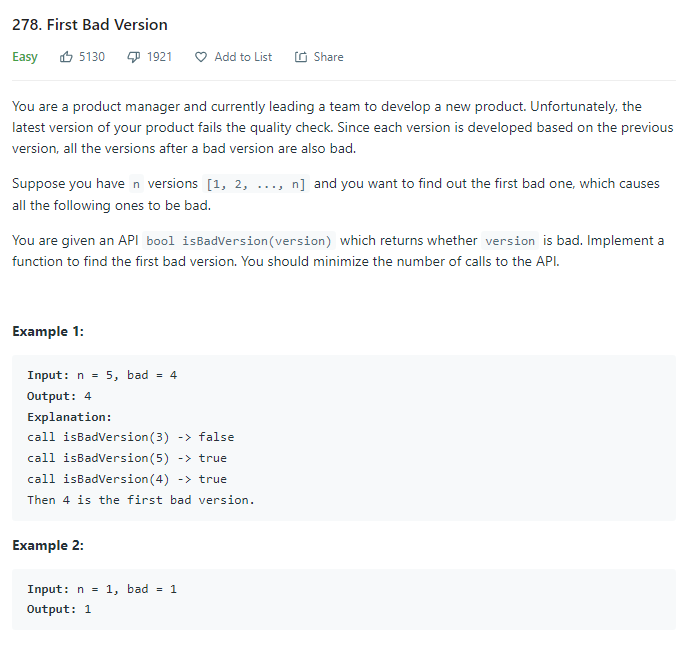 278. First Bad Version
Easy 5130 1921 Add to List Share
You are a product manager and currently leading a team to develop a new product. Unfortunately, the
latest version of your product fails the quality check. Since each version is developed based on the previous
version, all the versions after a bad version are also bad.
Suppose you have n versions [1, 2, ..., n] and you want to find out the first bad one, which causes
all the following ones to be bad.
You are given an API bool isBadVersion(version) which returns whether version is bad. Implement a
function to find the first bad version. You should minimize the number of calls to the API.
Example 1:
Input: n = 5, bad = 4
Output: 4
Explanation:
call isBadVersion(3) -> false
call isBadVersion(5) -> true
call isBadVersion(4) -> true
Then 4 is the first bad version.
Example 2:
Input: n = 1, bad = 1
Output: 1